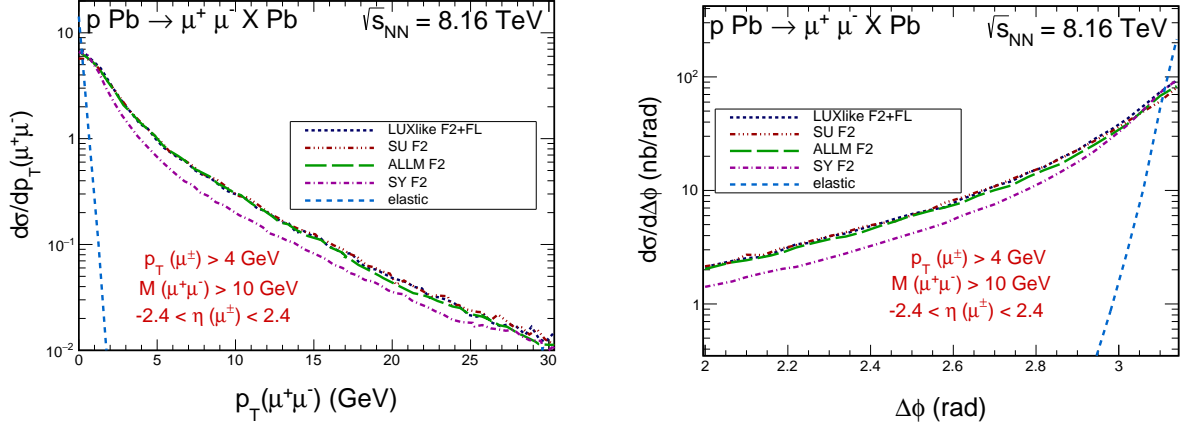 p Pb → μ⁺ μ⁻ X Pb √s_NN = 8.16 TeV
dσ/dp_T(μ⁺μ⁻)
10
1
10⁻¹
10⁻²
LUXlike F2+FL
SU F2
ALLM F2
SY F2
elastic
p_T (μ^±) > 4 GeV
M (μ⁺μ⁻) > 10 GeV
-2.4 < η (μ^±) < 2.4
0 5 10 15 20 25 30
p_T(μ⁺μ⁻) (GeV)
p Pb → μ⁺ μ⁻ X Pb √s_NN = 8.16 TeV
dσ/dΔϕ (nb/rad)
10²
10
1
LUXlike F2+FL
SU F2
ALLM F2
SY F2
elastic
p_T (μ^±) > 4 GeV
M (μ⁺μ⁻) > 10 GeV
-2.4 < η (μ^±) < 2.4
2 2.2 2.4 2.6 2.8 3
Δϕ (rad)